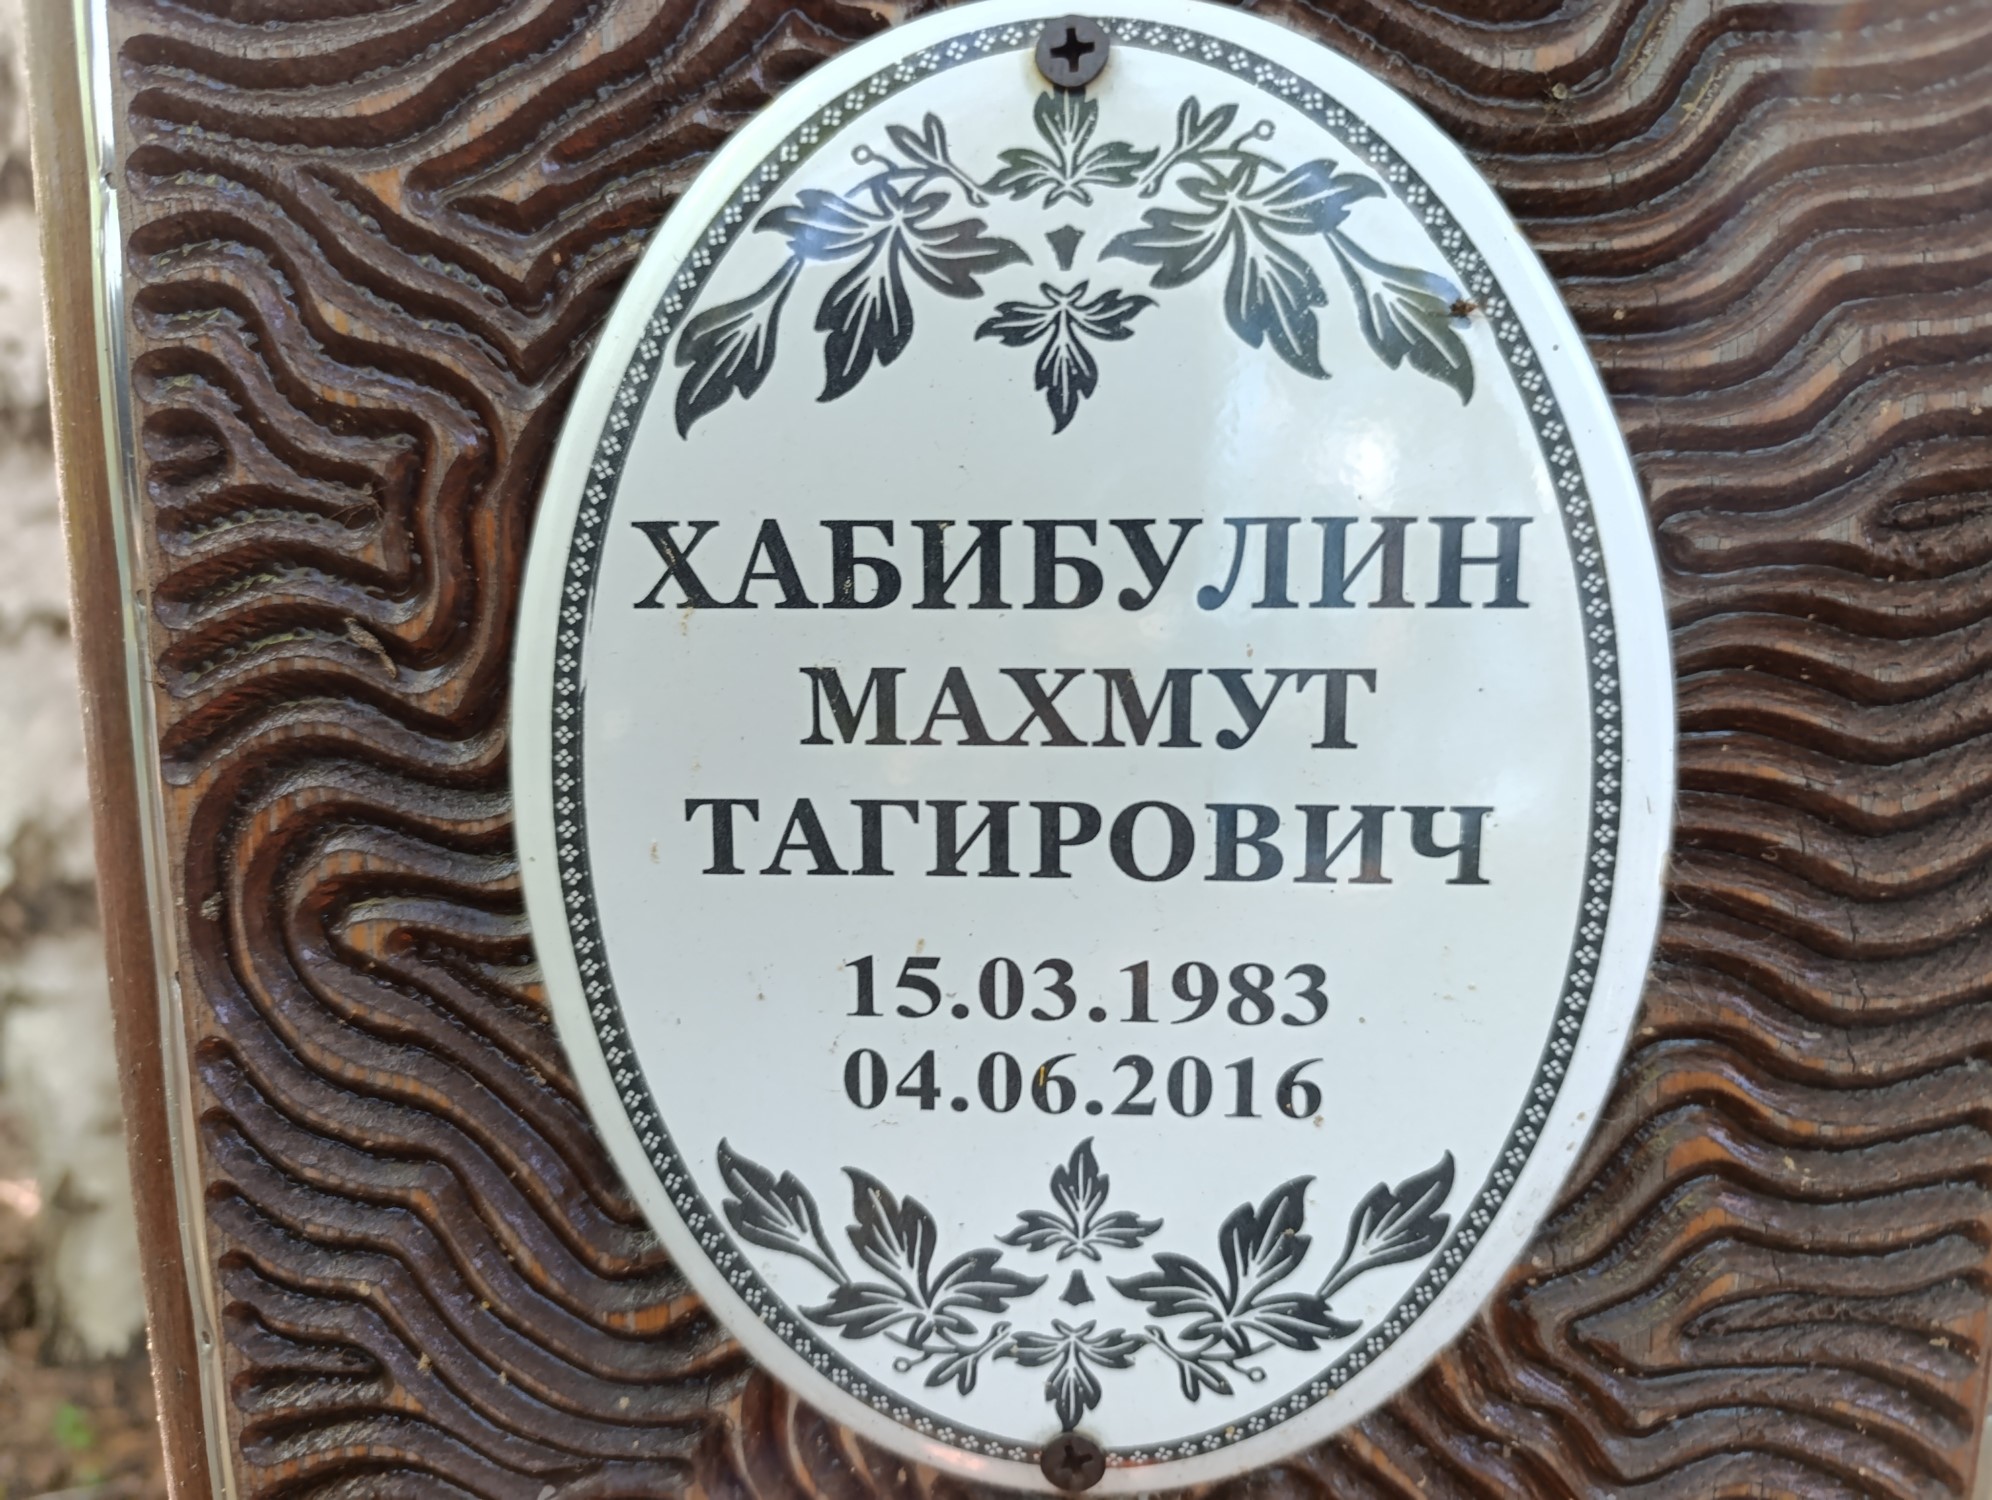 ХАБИБУЛИН
МАХМУТ
ТАГИРОВИЧ
15.03.1983
04.06.2016